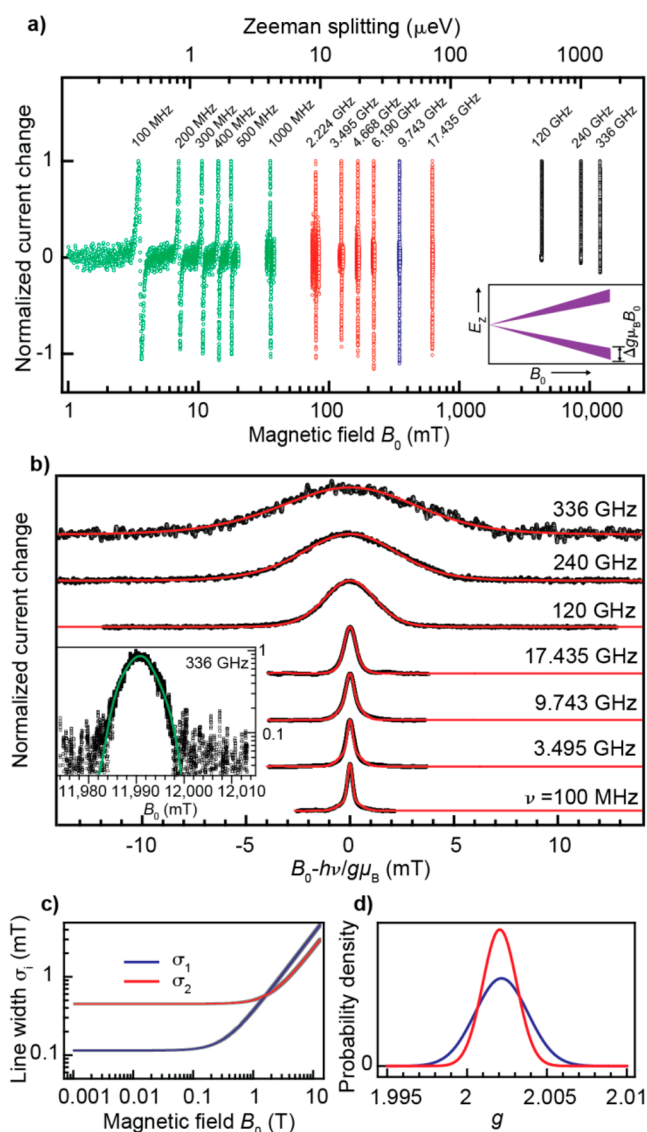 a)
Zeeman splitting (μeV)
1 10 100 1000
100 MHz 200 MHz 300 MHz 400 MHz 500 MHz 1000 MHz 2.224 GHz 3.495 GHz 4.668 GHz 6.190 GHz 9.743 GHz 17.435 GHz 120 GHz 240 GHz 336 GHz
Normalized current change
1
0
-1
E_Z
B_0
Δgμ_B B_0
1 10 100 1,000 10,000
Magnetic field B_0 (mT)
b)
Normalized current change
336 GHz
240 GHz
120 GHz
17.435 GHz
9.743 GHz
3.495 GHz
ν =100 MHz
336 GHz
1
0.1
11,980 11,990 12,000 12,010
B_0 (mT)
-10 -5 0 5 10
B_0-hν/gμ_B (mT)
c)
Line width σ_i (mT)
1
0.1
σ_1
σ_2
0.001 0.01 0.1 1 10
Magnetic field B_0 (T)
d)
Probability density
0
1.995 2 2.005 2.01
g